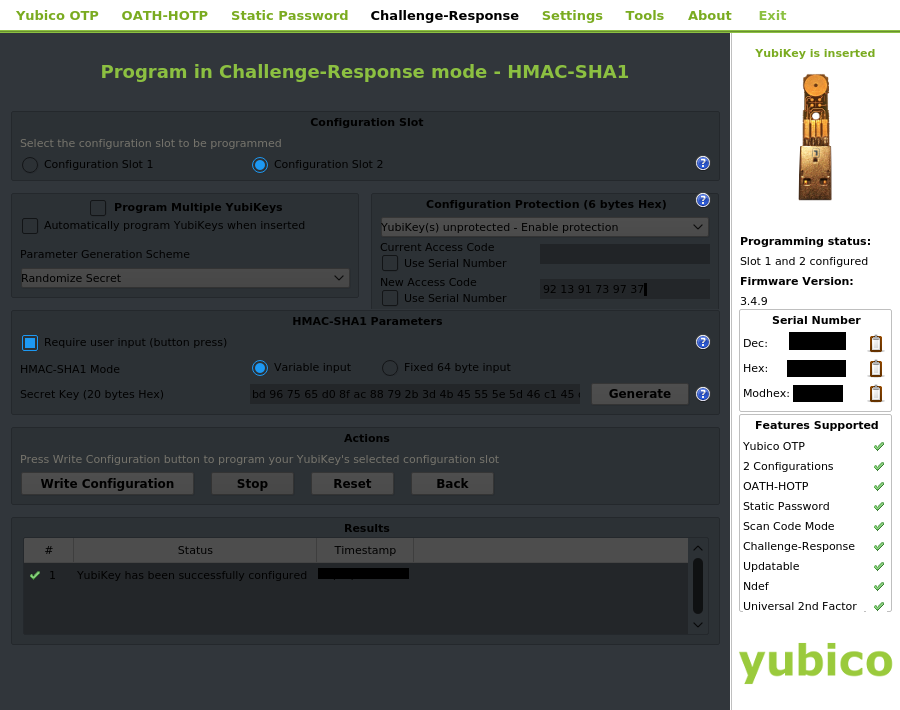 Yubico OTP OATH-HOTP Static Password Challenge-Response Settings Tools About Exit
Program in Challenge-Response mode - HMAC-SHA1
Configuration Slot
Select the configuration slot to be programmed
Configuration Slot 1 Configuration Slot 2 ?
Program Multiple YubiKeys
Automatically program YubiKeys when inserted
Parameter Generation Scheme
Randomize Secret
Configuration Protection (6 bytes Hex) ?
YubiKey(s) unprotected - Enable protection
Current Access Code
Use Serial Number
New Access Code
Use Serial Number
92 13 91 73 97 37
HMAC-SHA1 Parameters
Require user input (button press) ?
HMAC-SHA1 Mode Variable input Fixed 64 byte input
Secret Key (20 bytes Hex) bd 96 75 65 d0 8f ac 88 79 2b 3d 4b 45 55 5e 5d 46 c1 45 Generate ?
Actions
Press Write Configuration button to program your YubiKey's selected configuration slot
Write Configuration Stop Reset Back
Results
# Status Timestamp
1 YubiKey has been successfully configured
YubiKey is inserted
Programming status:
Slot 1 and 2 configured
Firmware Version:
3.4.9
Serial Number
Dec:
Hex:
Modhex:
Features Supported
Yubico OTP
2 Configurations
OATH-HOTP
Static Password
Scan Code Mode
Challenge-Response
Updatable
Ndef
Universal 2nd Factor
yubico